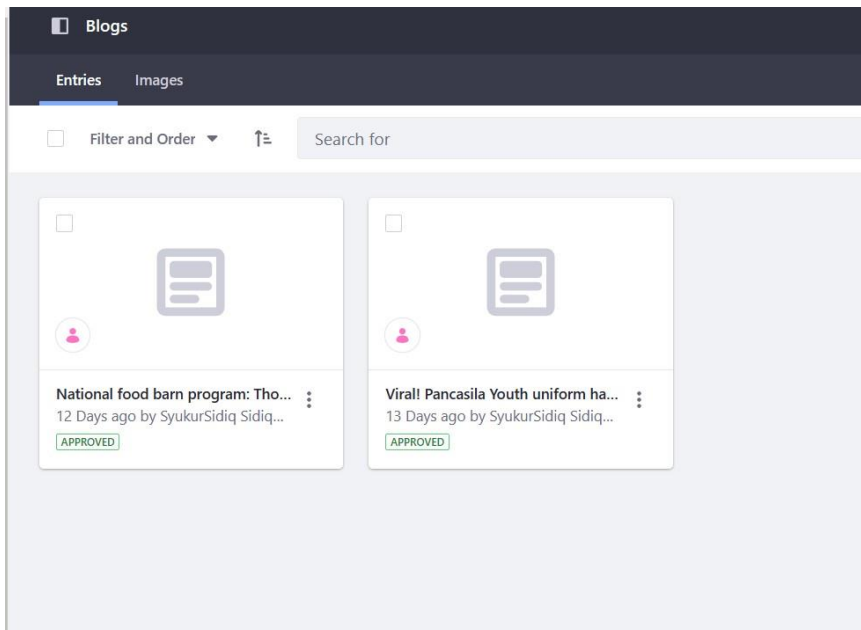 Blogs
Entries Images
Filter and Order Search for
National food barn program: Tho...
12 Days ago by SyukurSidiq Sidiq...
APPROVED
Viral! Pancasila Youth uniform ha...
13 Days ago by SyukurSidiq Sidiq...
APPROVED